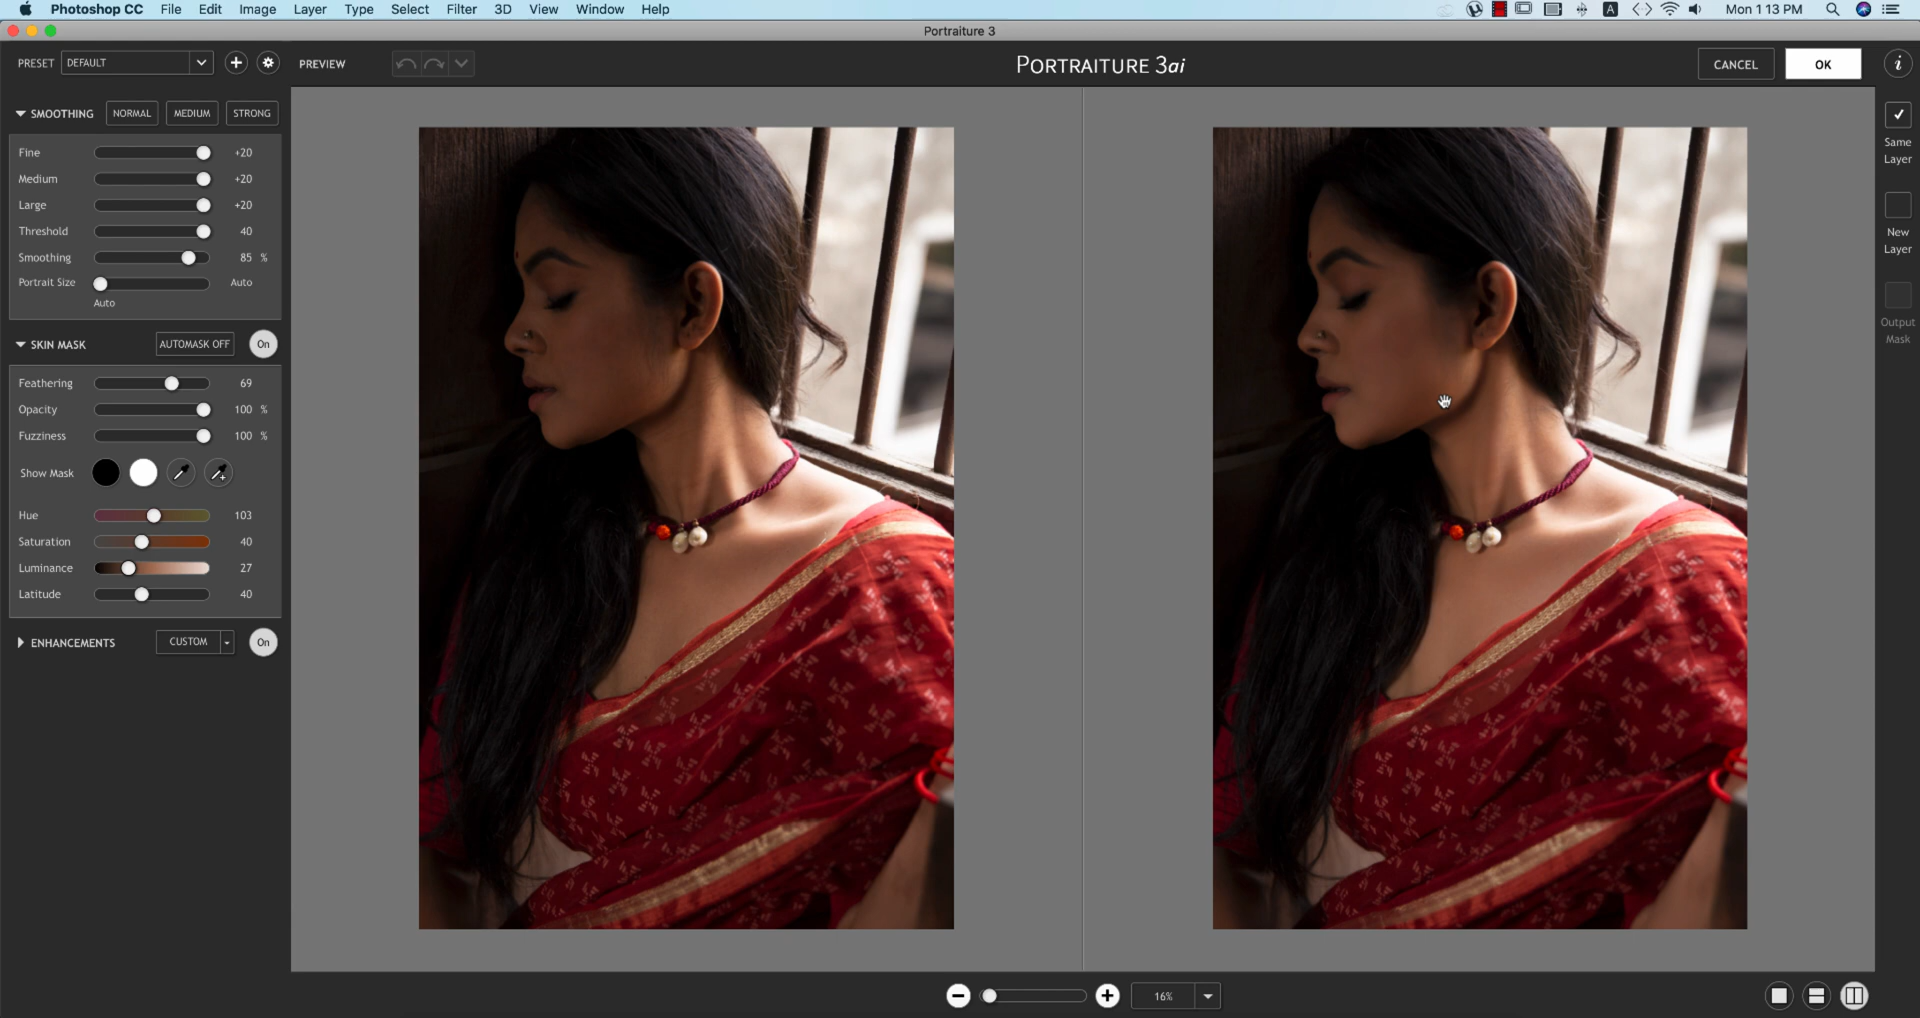 Photoshop CC File Edit Image Layer Type Select Filter 3D View Window Help A Mon 1 13 PM
Portraiture 3
PRESET DEFAULT PREVIEW PORTRAITURE 3ai CANCEL OK i
SMOOTHING NORMAL MEDIUM STRONG
Fine +20
Medium +20
Large +20
Threshold 40
Smoothing 85 %
Portrait Size Auto
Auto
SKIN MASK AUTOMASK OFF On
Feathering 69
Opacity 100 %
Fuzziness 100 %
Show Mask
Hue 103
Saturation 40
Luminance 27
Latitude 40
ENHANCEMENTS CUSTOM On
Same
Layer
New
Layer
Output
Mask
16%